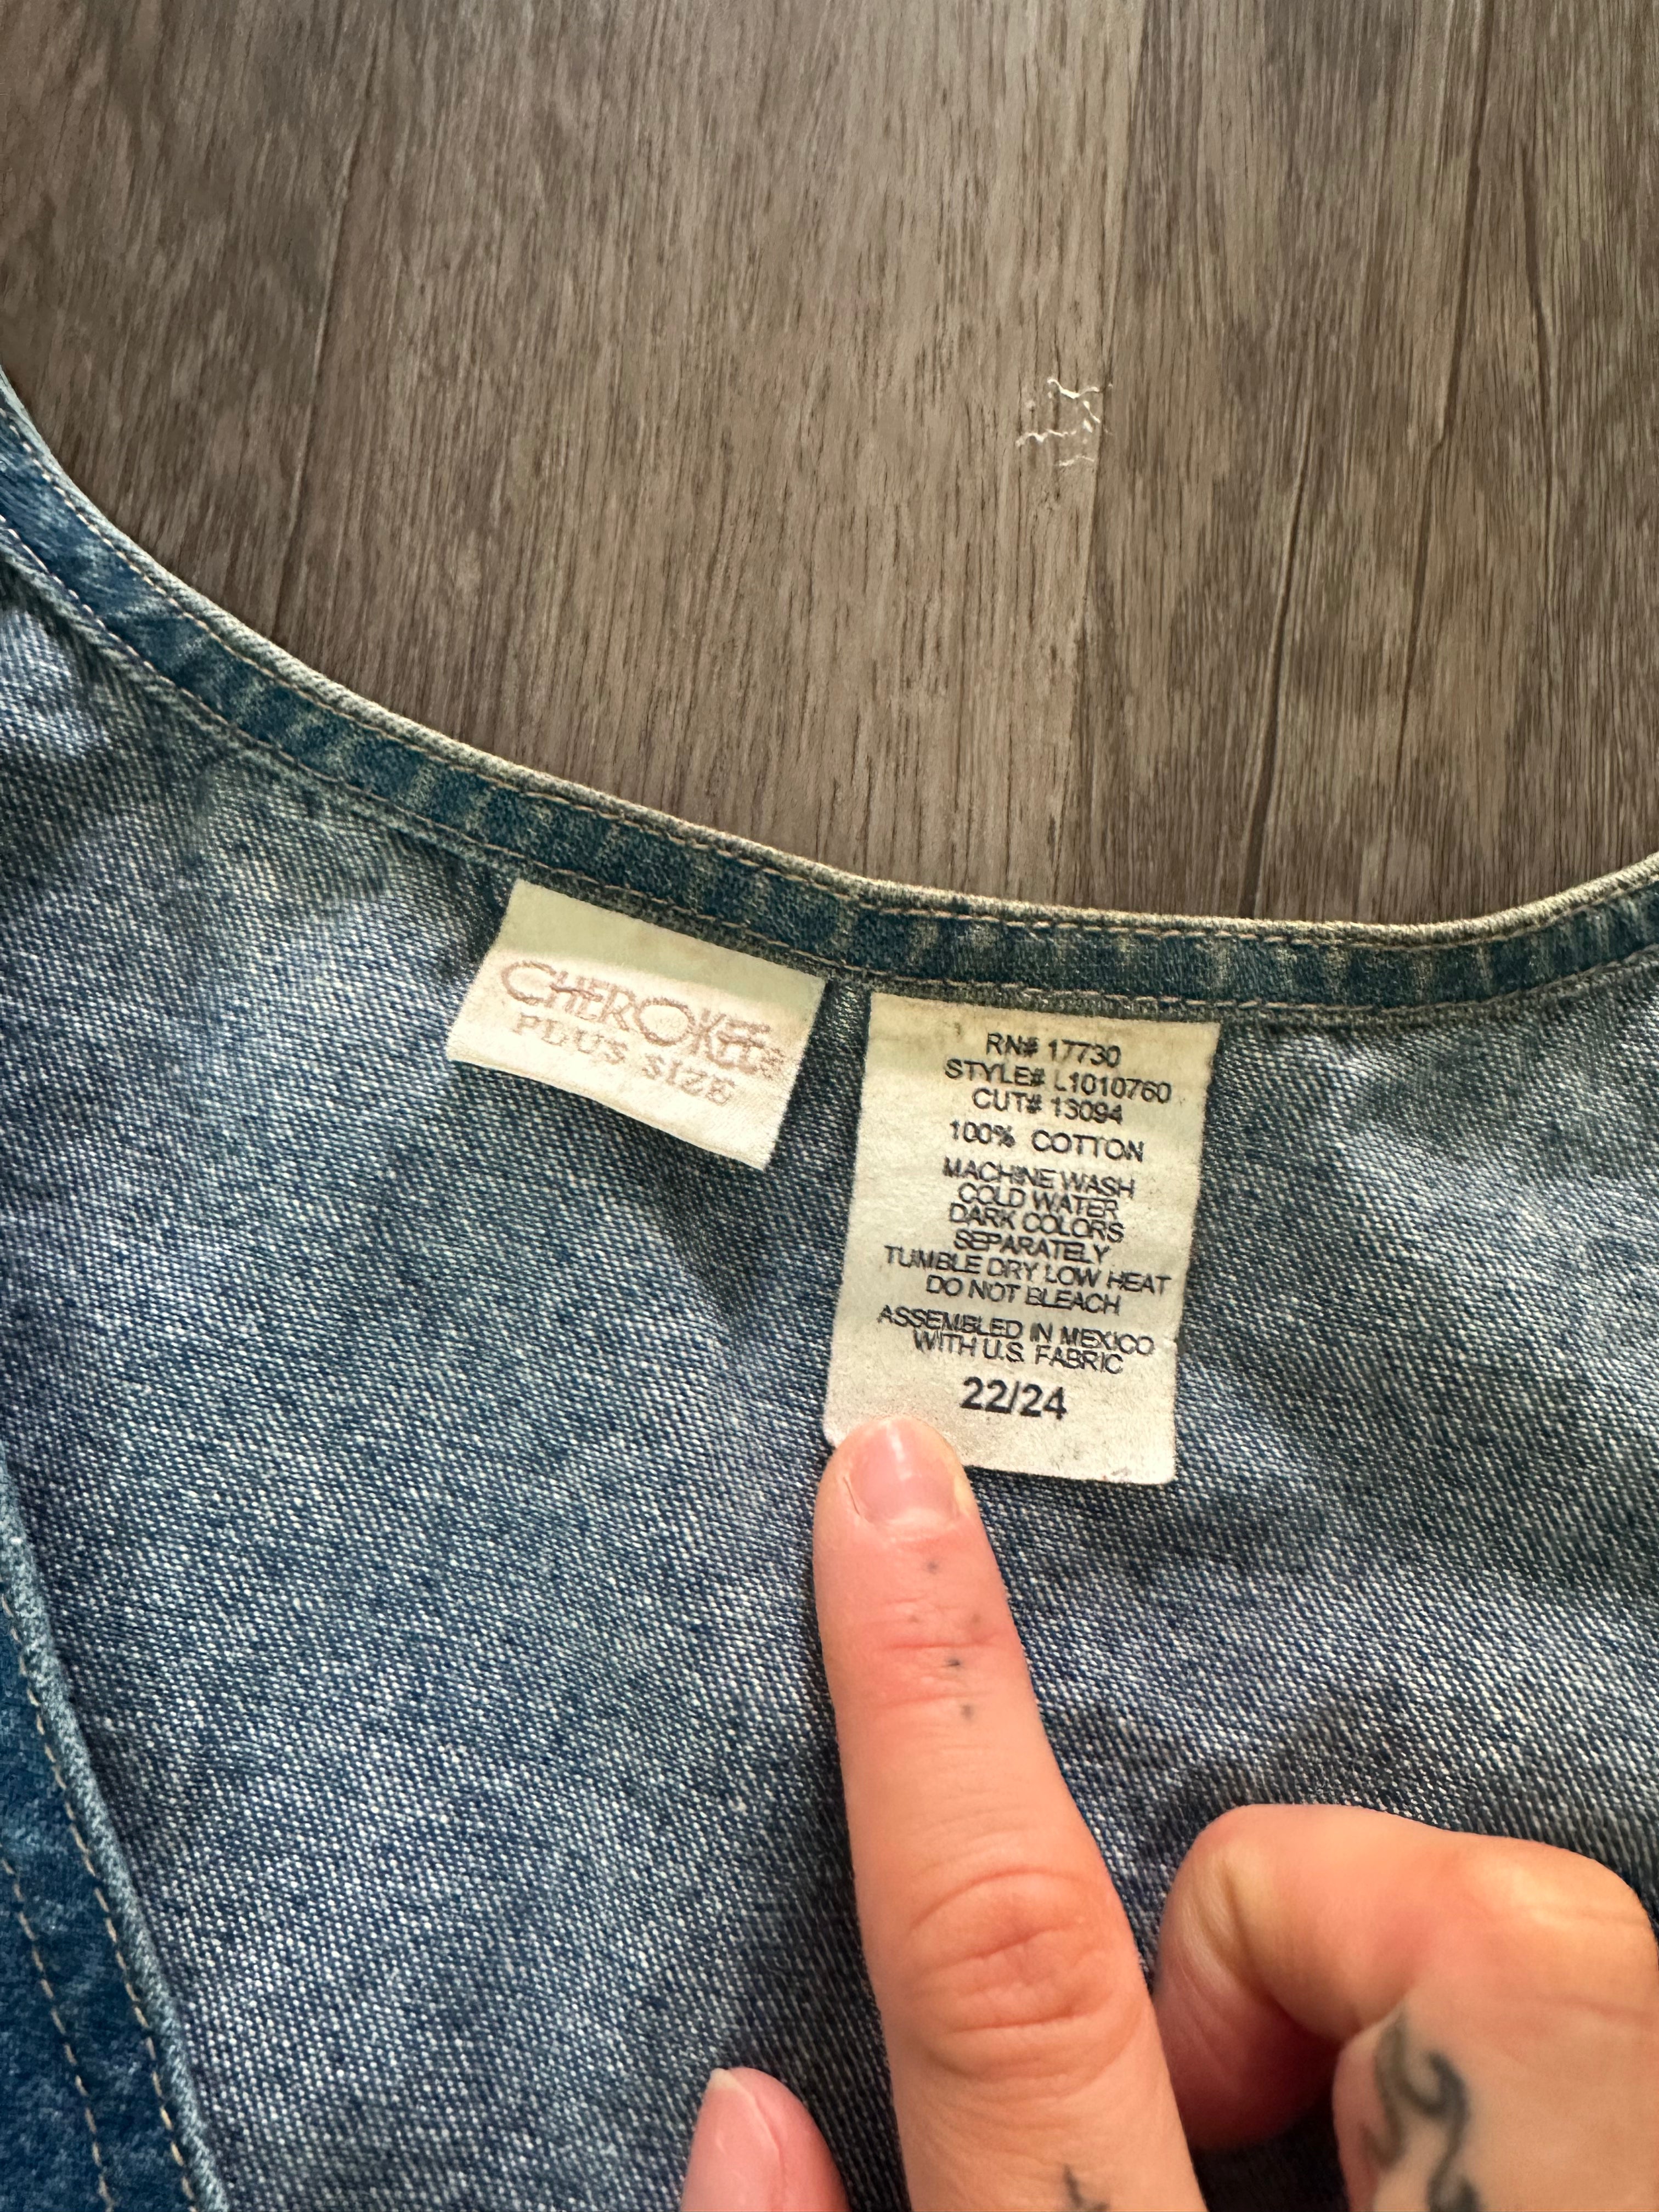 CHEROKEE
PLUS SIZE
RN# 17730
STYLE# L1010760
CUT# 13094
100% COTTON
MACHINE WASH
COLD WATER
DARK COLORS
SEPARATELY
TUMBLE DRY LOW HEAT
DO NOT BLEACH
ASSEMBLED IN MEXICO
WITH U.S. FABRIC
22/24